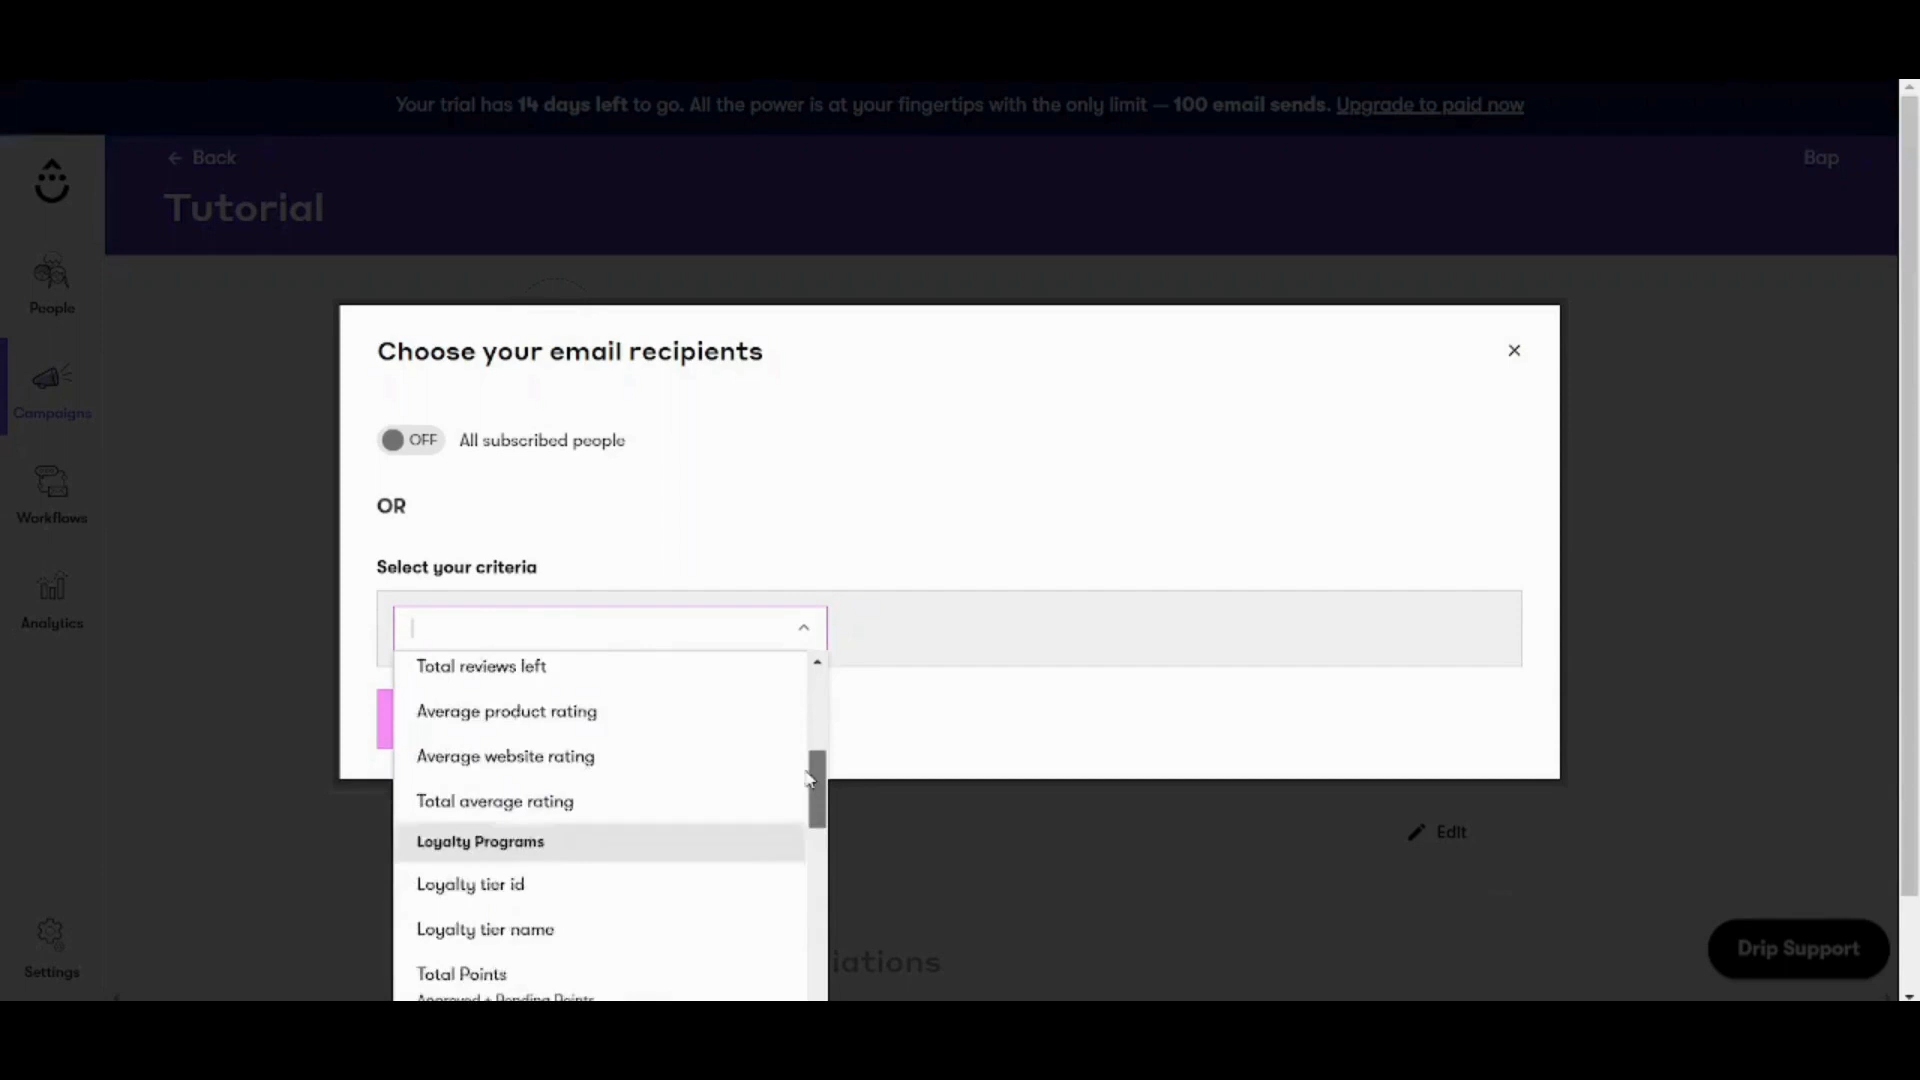 Your trial has 14 days left to go. All the power is at your fingertips with the only limit — 100 email sends. Upgrade to paid now
← Back
Bap
Tutorial
People
Campaigns
Workflows
Analytics
Settings
Choose your email recipients
OFF All subscribed people
OR
Select your criteria
Total reviews left
Average product rating
Average website rating
Total average rating
Loyalty Programs
Loyalty tier id
Loyalty tier name
Total Points
Approved + Pending Points
Edit
iations
Drip Support